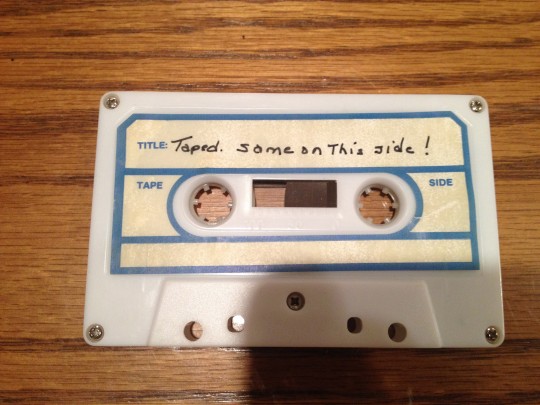 TITLE: Taped. some on This side!
TAPE SIDE